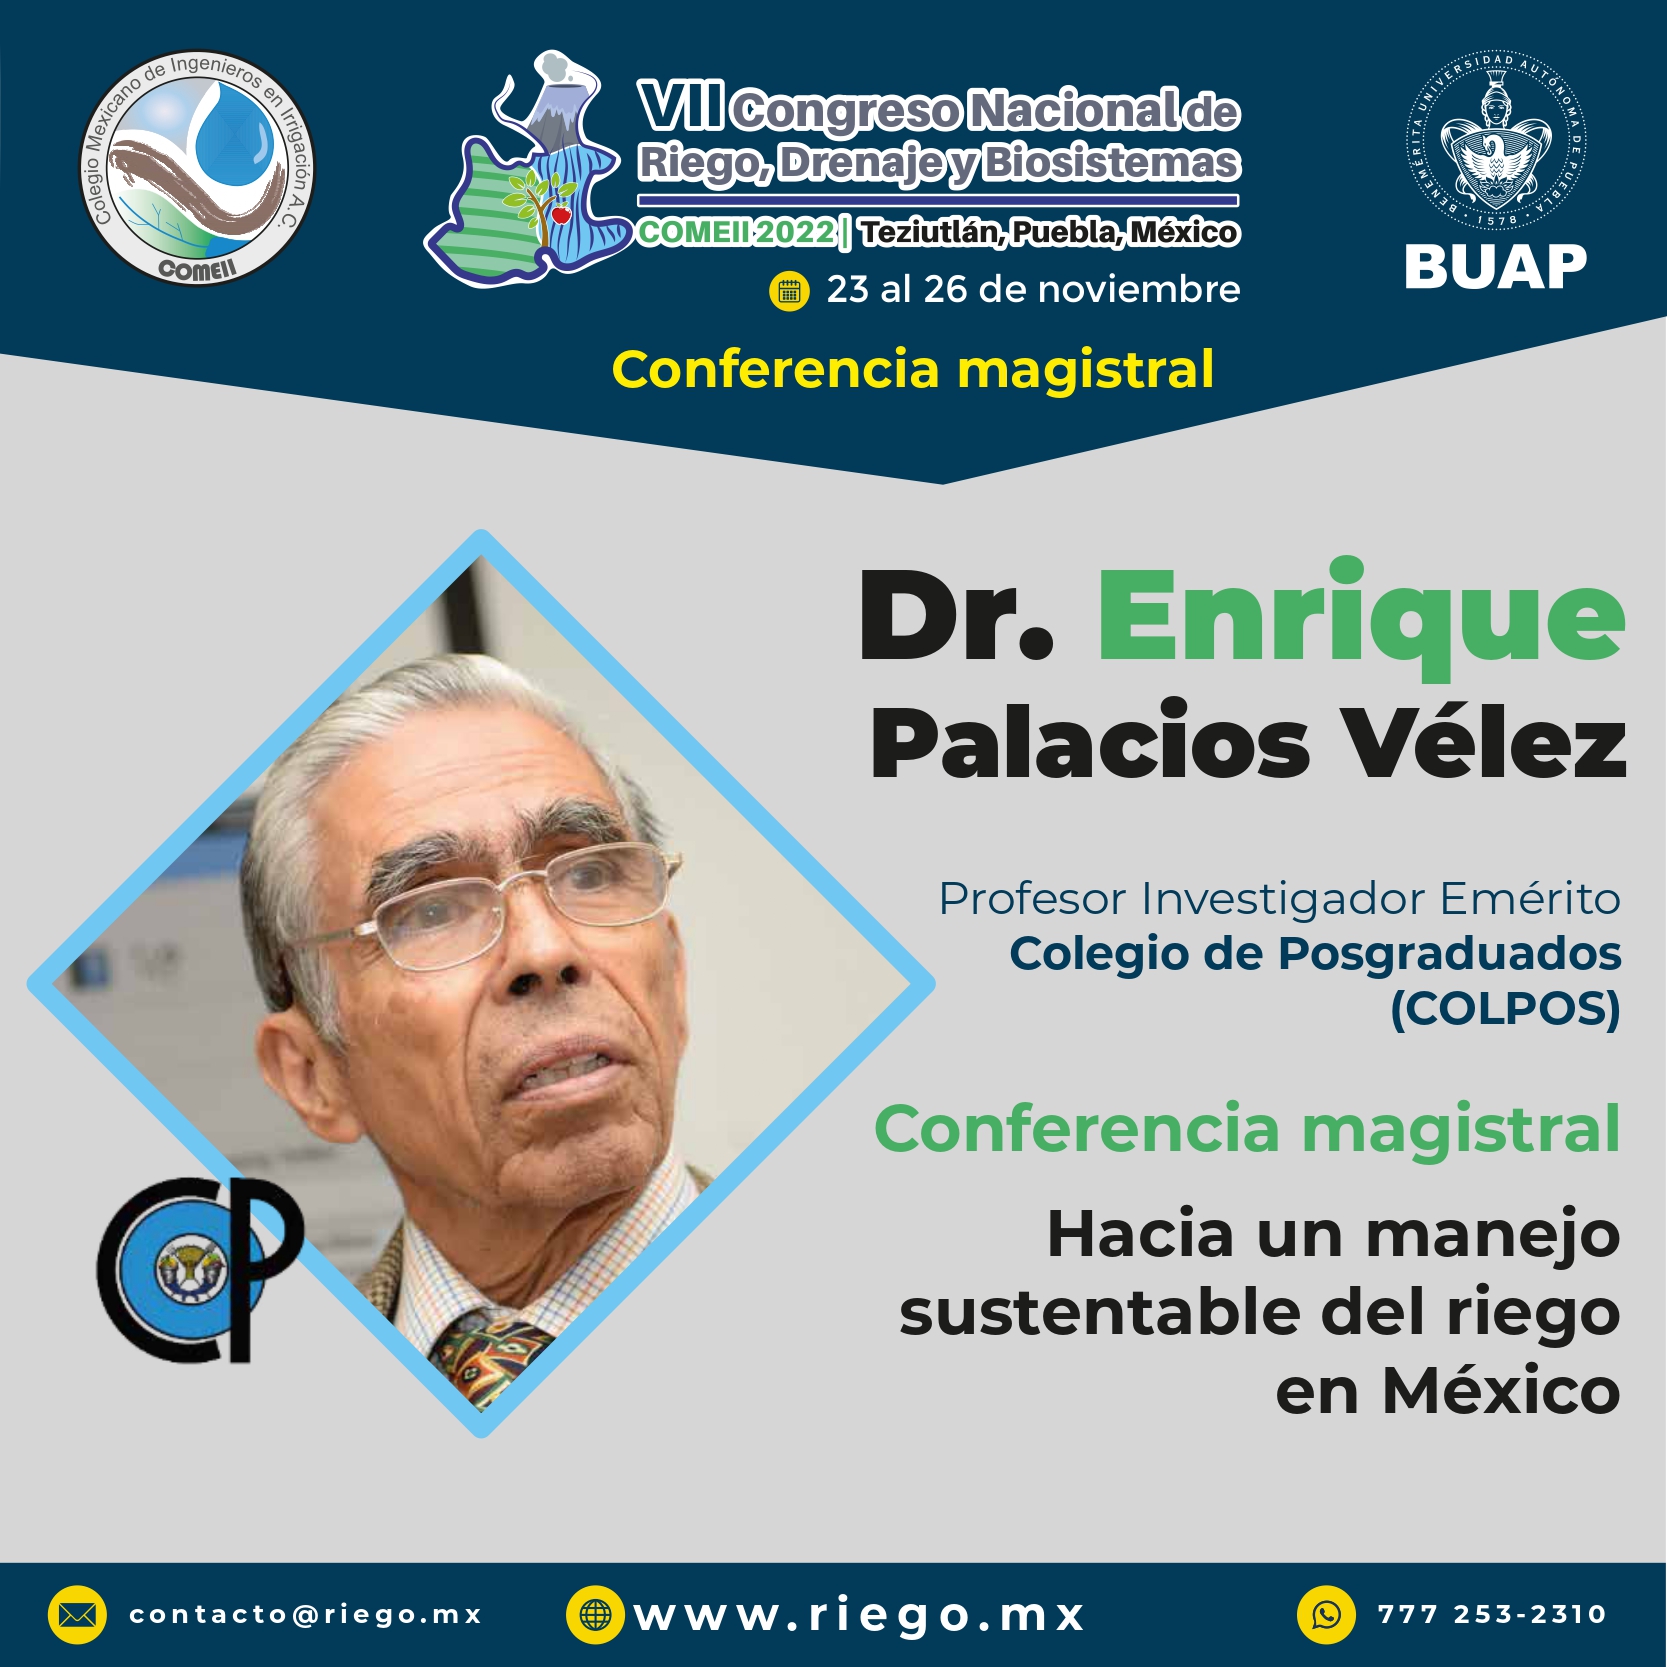 Colegio Mexicano de Ingenieros en Irrigación A.C.
COMEII
VII Congreso Nacional de
Riego, Drenaje y Biosistemas
COMEII 2022 | Teziutlán, Puebla, México
23 al 26 de noviembre
BENEMÉRITA UNIVERSIDAD AUTÓNOMA DE PUEBLA
1578
BUAP
Conferencia magistral
Dr. Enrique
Palacios Vélez
Profesor Investigador Emérito
Colegio de Posgraduados
(COLPOS)
CP
Conferencia magistral
Hacia un manejo
sustentable del riego
en México
contacto@riego.mx
www.riego.mx
777 253-2310